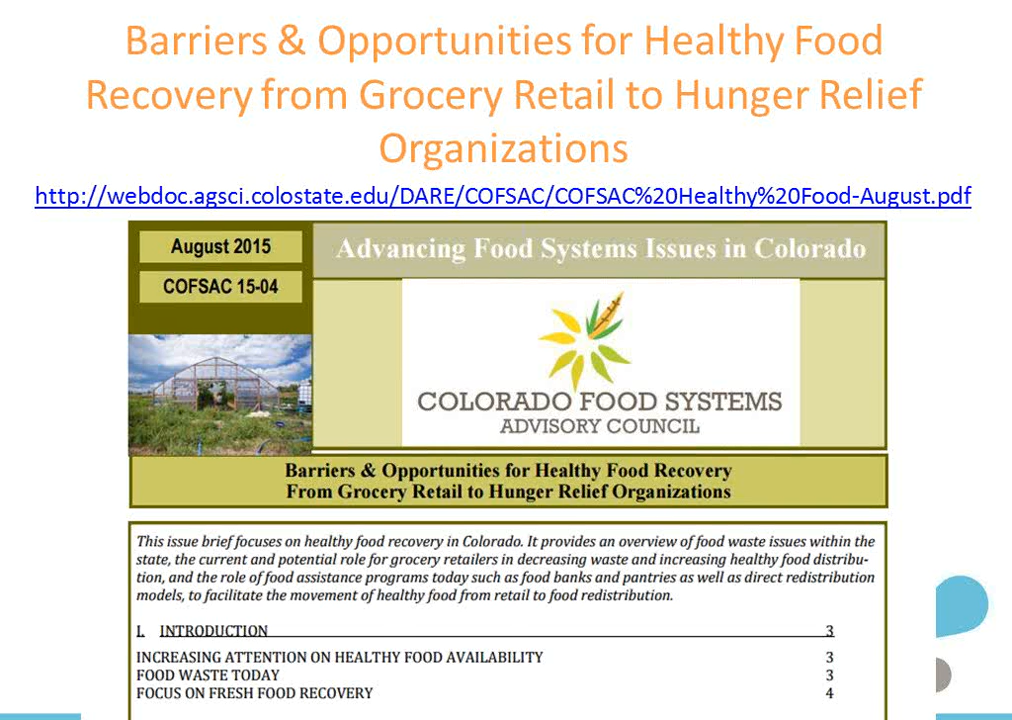 Barriers & Opportunities for Healthy Food
Recovery from Grocery Retail to Hunger Relief
Organizations
http://webdoc.agsci.colostate.edu/DARE/COFSAC/COFSAC%20Healthy%20Food-August.pdf
August 2015
COFSAC 15-04
Advancing Food Systems Issues in Colorado
COLORADO FOOD SYSTEMS
ADVISORY COUNCIL
Barriers & Opportunities for Healthy Food Recovery
From Grocery Retail to Hunger Relief Organizations
This issue brief focuses on healthy food recovery in Colorado. It provides an overview of food waste issues within the
state, the current and potential role for grocery retailers in decreasing waste and increasing healthy food distribu-
tion, and the role of food assistance programs today such as food banks and pantries as well as direct redistribution
models, to facilitate the movement of healthy food from retail to food redistribution.
I. INTRODUCTION 3
INCREASING ATTENTION ON HEALTHY FOOD AVAILABILITY 3
FOOD WASTE TODAY 3
FOCUS ON FRESH FOOD RECOVERY 4